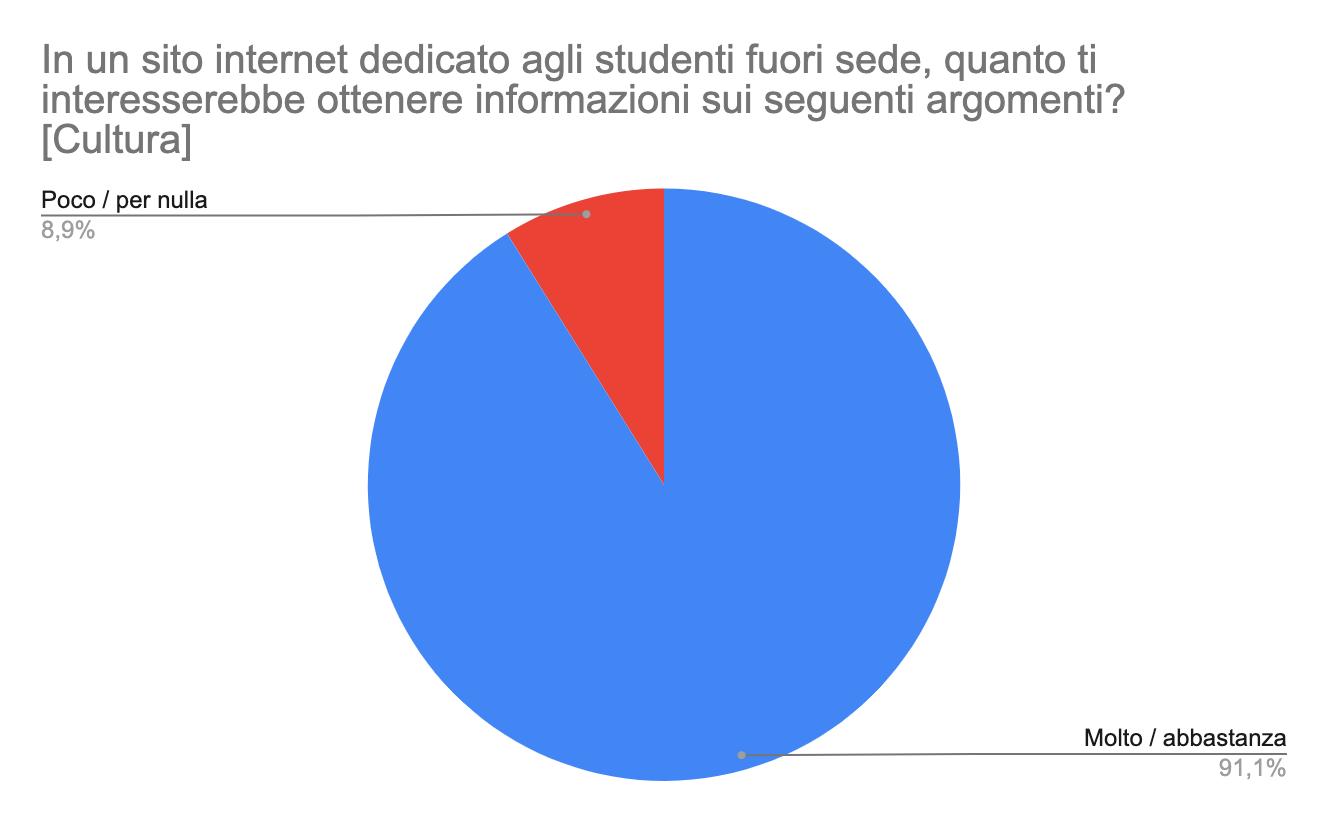 In un sito internet dedicato agli studenti fuori sede, quanto ti
interesserebbe ottenere informazioni sui seguenti argomenti?
[Cultura]
Poco / per nulla
8,9%
Molto / abbastanza
91,1%